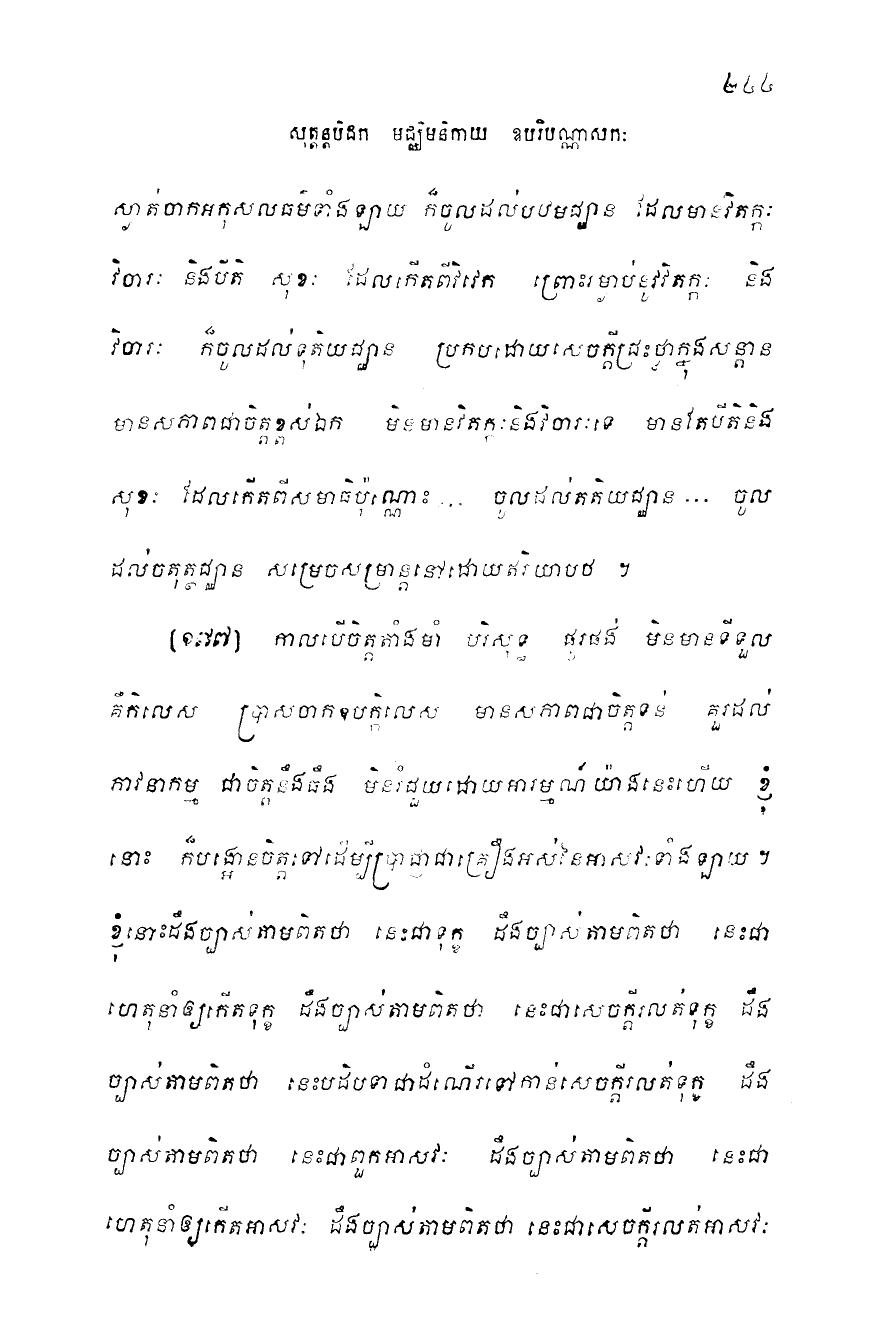 ២៤៤
សុត្តន្តបិដក មជ្ឈិមនិកាយ ឧបរិបណ្ណាសកៈ
ស្ងាត់ចាកអកុសលធម៌ទាំងឡាយ ក៏ចូលដល់បឋមជ្ឈាន ដែលមានវិតក្កៈ
វិចារៈ និងបីតិ សុខៈ ដែលកើតពីវិវេក ព្រោះរម្ងាប់នូវវិតក្កៈ និង
វិចារៈ ក៏ចូលដល់ទុតិយជ្ឈាន ប្រកបដោយសេចក្តីជ្រះថ្លាក្នុងសន្តាន
មានសភាពជាចិត្តខ្ពស់ឯក មិនមានវិតក្កៈនិងវិចារៈទេ មានតែបីតិនិង
សុខៈ ដែលកើតពីសមាធិប៉ុណ្ណោះ ... ចូលដល់តតិយជ្ឈាន ... ចូល
ដល់ចតុត្ថជ្ឈាន សម្រេចសម្រាន្តនៅដោយឥរិយាបថ ។
(១៧៧) កាលបើចិត្តតាំងមាំ បរិសុទ្ធ ផូរផង់ មិនមានទីទួល
គឺកិលេស ប្រាសចាកឧបក្កិលេស មានសភាពជាចិត្តទន់ គួរដល់
ភាវនាកម្ម ជាចិត្តនឹងធឹង មិនរំជួយដោយអារម្មណ៍ យ៉ាងនេះហើយ ខ្ញុំ
នោះ ក៏បង្អោនចិត្តទៅដើម្បីប្រាជ្ញាជាគ្រឿងអស់នៃអាសវៈទាំងឡាយ ។
ខ្ញុំនោះដឹងច្បាស់តាមពិតថា នេះជាទុក្ខ ដឹងច្បាស់តាមពិតថា នេះជា
ហេតុនាំឲ្យកើតទុក្ខ ដឹងច្បាស់តាមពិតថា នេះជាសេចក្តីរលត់ទុក្ខ ដឹង
ច្បាស់តាមពិតថា នេះបដិបទាជាដំណើរទៅកាន់សេចក្តីរលត់ទុក្ខ ដឹង
ច្បាស់តាមពិតថា នេះជាពួកអាសវៈ ដឹងច្បាស់តាមពិតថា នេះជា
ហេតុនាំឲ្យកើតអាសវៈ ដឹងច្បាស់តាមពិតថា នេះជាសេចក្តីរលត់អាសវៈ